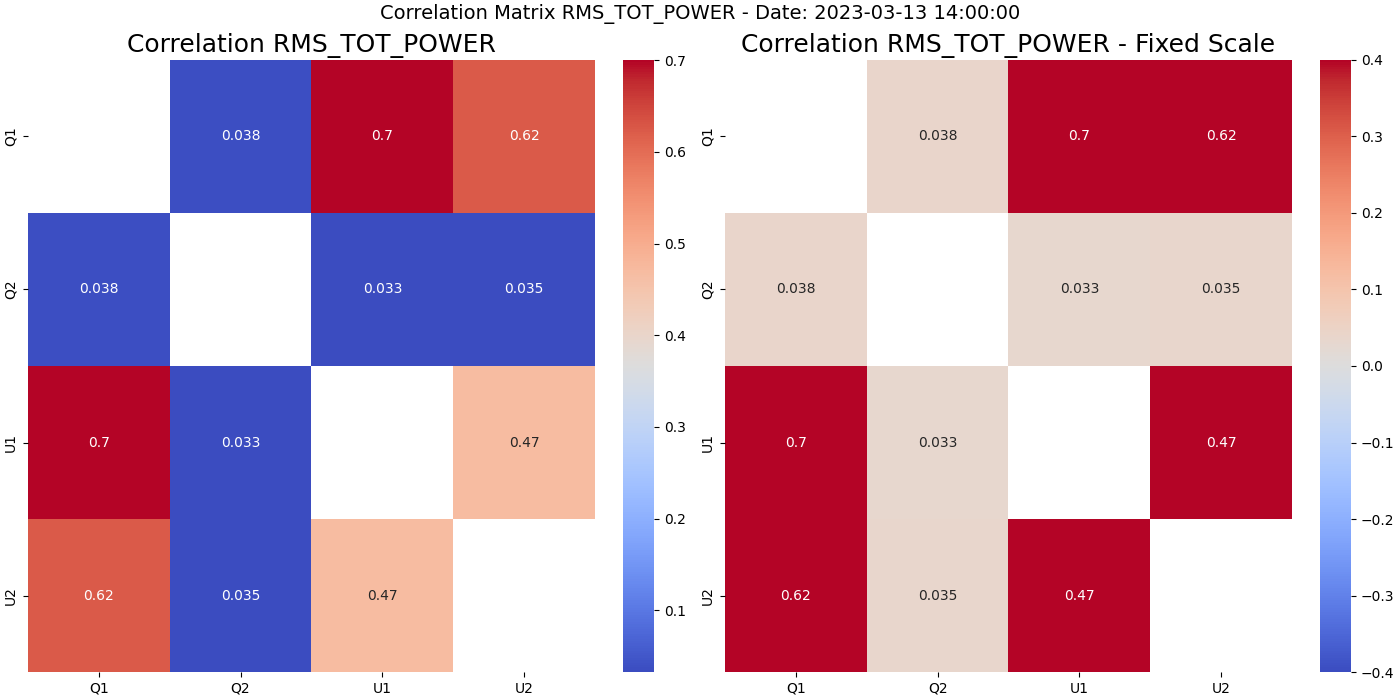 Correlation Matrix RMS_TOT_POWER - Date: 2023-03-13 14:00:00
Correlation RMS_TOT_POWER
Q1
Q2
U1
U2
0.038
0.7
0.62
0.038
0.033
0.035
0.7
0.033
0.47
0.62
0.035
0.47
Q1
Q2
U1
U2
0.7
0.6
0.5
0.4
0.3
0.2
0.1
Correlation RMS_TOT_POWER - Fixed Scale
Q1
Q2
U1
U2
0.038
0.7
0.62
0.038
0.033
0.035
0.7
0.033
0.47
0.62
0.035
0.47
Q1
Q2
U1
U2
0.4
0.3
0.2
0.1
0.0
−0.1
−0.2
−0.3
−0.4